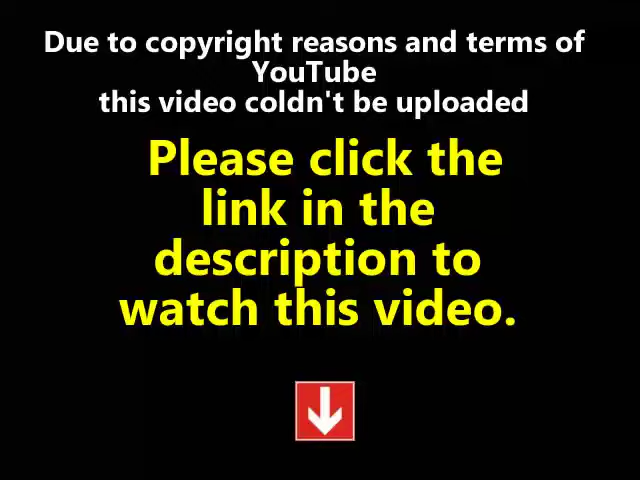 Due to copyright reasons and terms of
YouTube
this video coldn't be uploaded
Please click the
link in the
description to
watch this video.